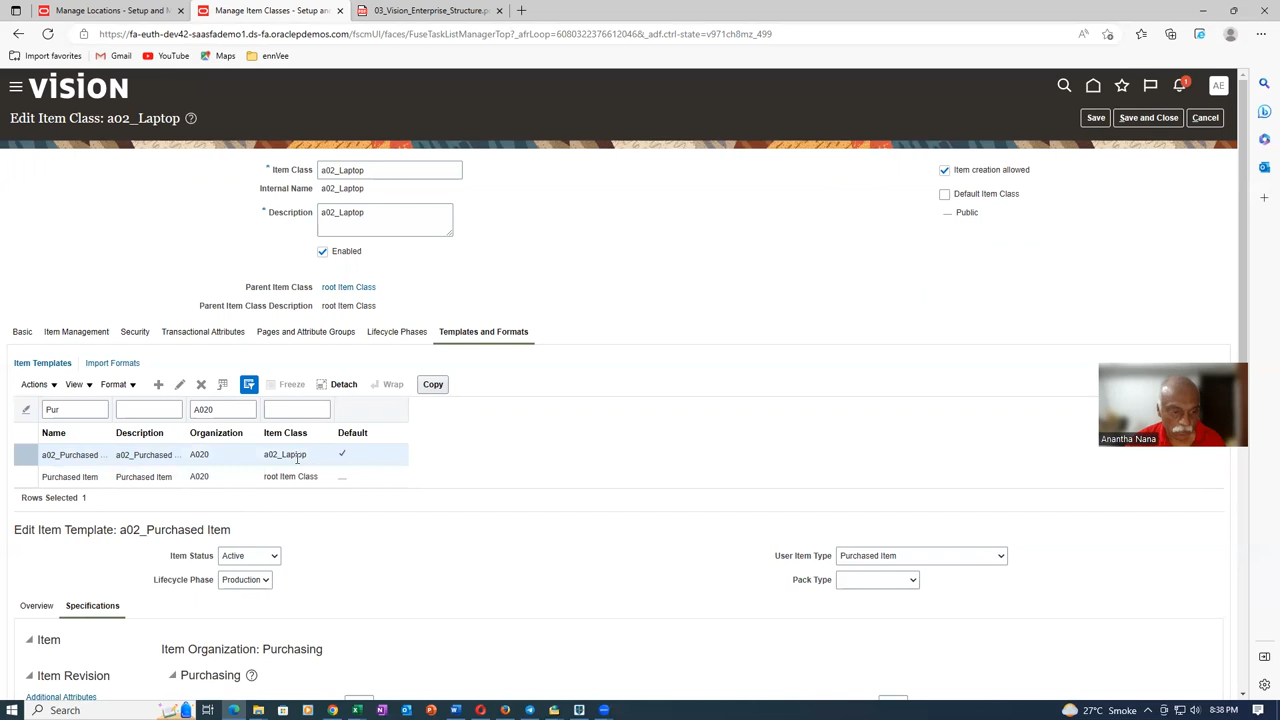 Manage Locations - Setup and M
Manage Item Classes - Setup and
03_Vision_Enterprise_Structure.p
https://fa-euth-dev42-saasfademo1.ds-fa.oraclepdemos.com/fscmUI/faces/FuseTaskListManagerTop?_afrLoop=60803223766120468&_adf.ctrl-state=v971ch8mz_499
Import favorites
Gmail
YouTube
Maps
ennVee
VISION
1
AE
Edit Item Class: a02_Laptop
Save
Save and Close
Cancel
* Item Class a02_Laptop
Item creation allowed
Internal Name a02_Laptop
Default Item Class
* Description a02_Laptop
Public
Enabled
Parent Item Class root Item Class
Parent Item Class Description root Item Class
Basic Item Management Security Transactional Attributes Pages and Attribute Groups Lifecycle Phases Templates and Formats
Item Templates Import Formats
Actions View Format Freeze Detach Wrap Copy
Pur A020
Name Description Organization Item Class Default
a02_Purchased ... a02_Purchased ... A020 a02_Laptop
Purchased Item Purchased Item A020 root Item Class
Rows Selected 1
Anantha Nana
Edit Item Template: a02_Purchased Item
Item Status Active
User Item Type Purchased Item
Lifecycle Phase Production
Pack Type
Overview Specifications
Item
Item Organization: Purchasing
Item Revision
Purchasing
Additional Attributes
Search
27°C Smoke
8:38 PM